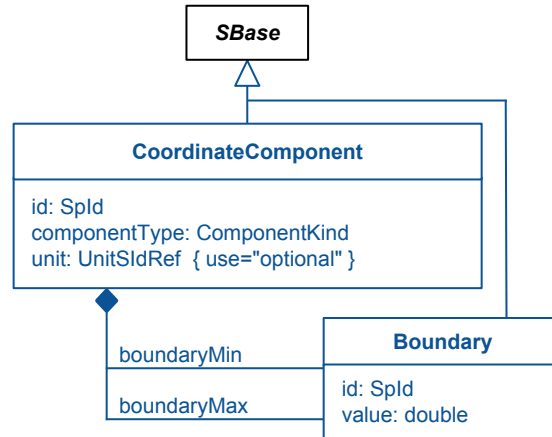 SBase
CoordinateComponent
id: SpId
componentType: ComponentKind
unit: UnitSIdRef  { use="optional" }
boundaryMin
boundaryMax
Boundary
id: SpId
value: double